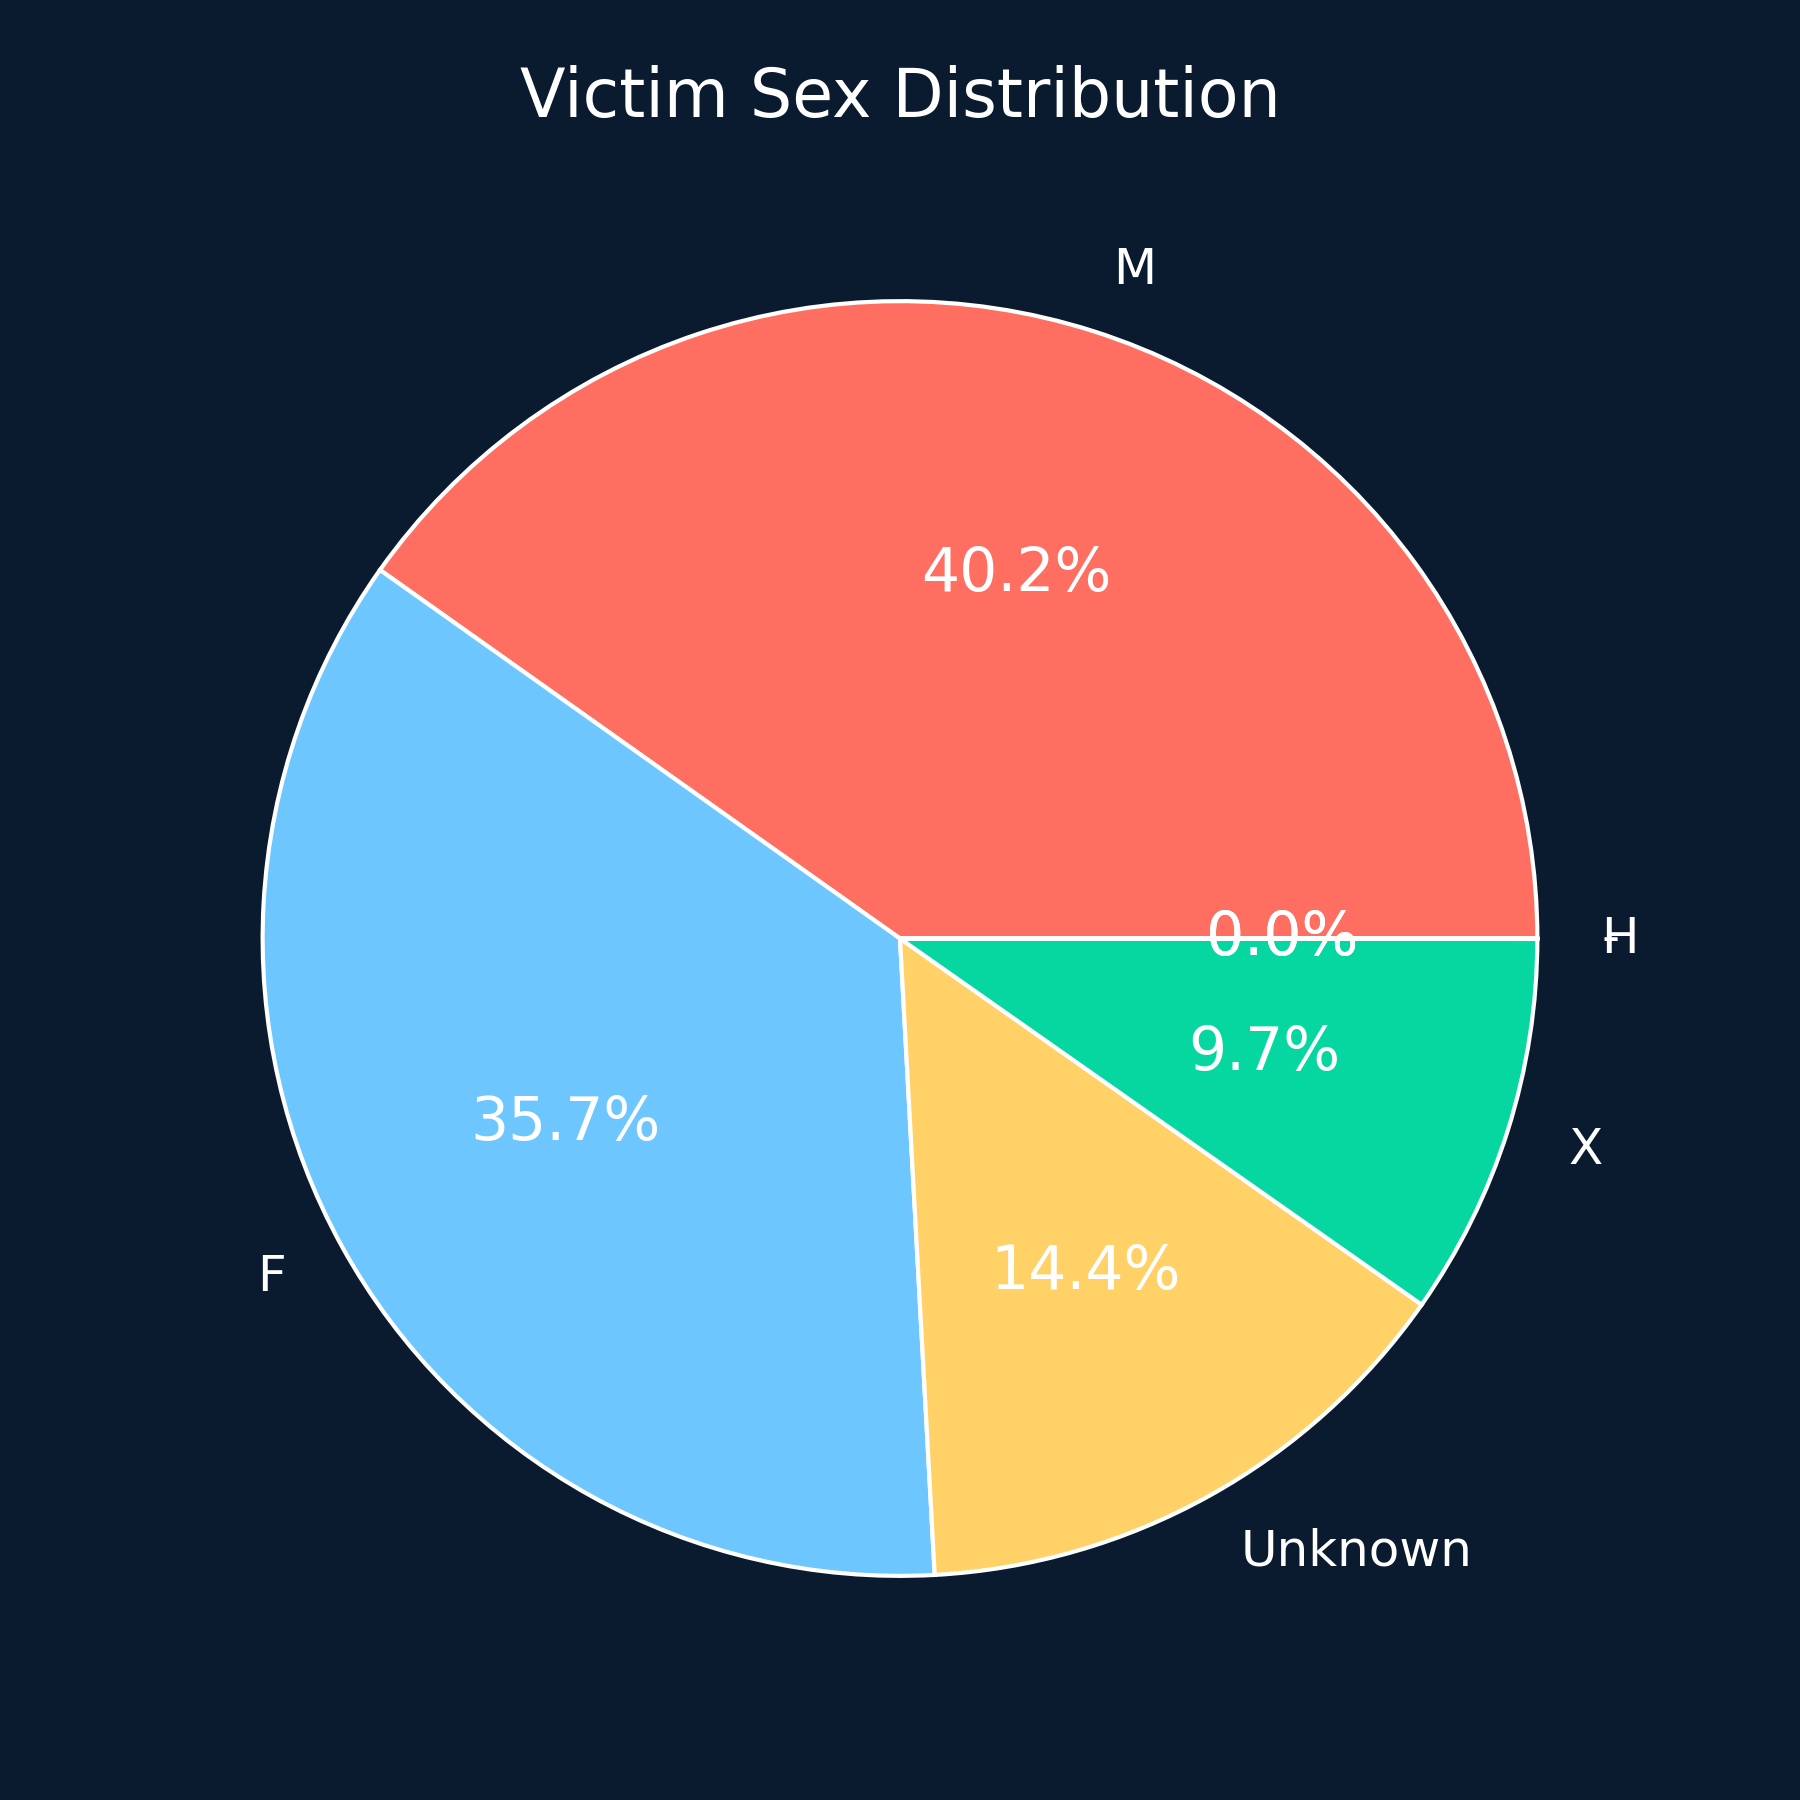 Victim Sex Distribution
M
40.2%
0.0%
H
-
9.7%
X
35.7%
F
14.4%
Unknown